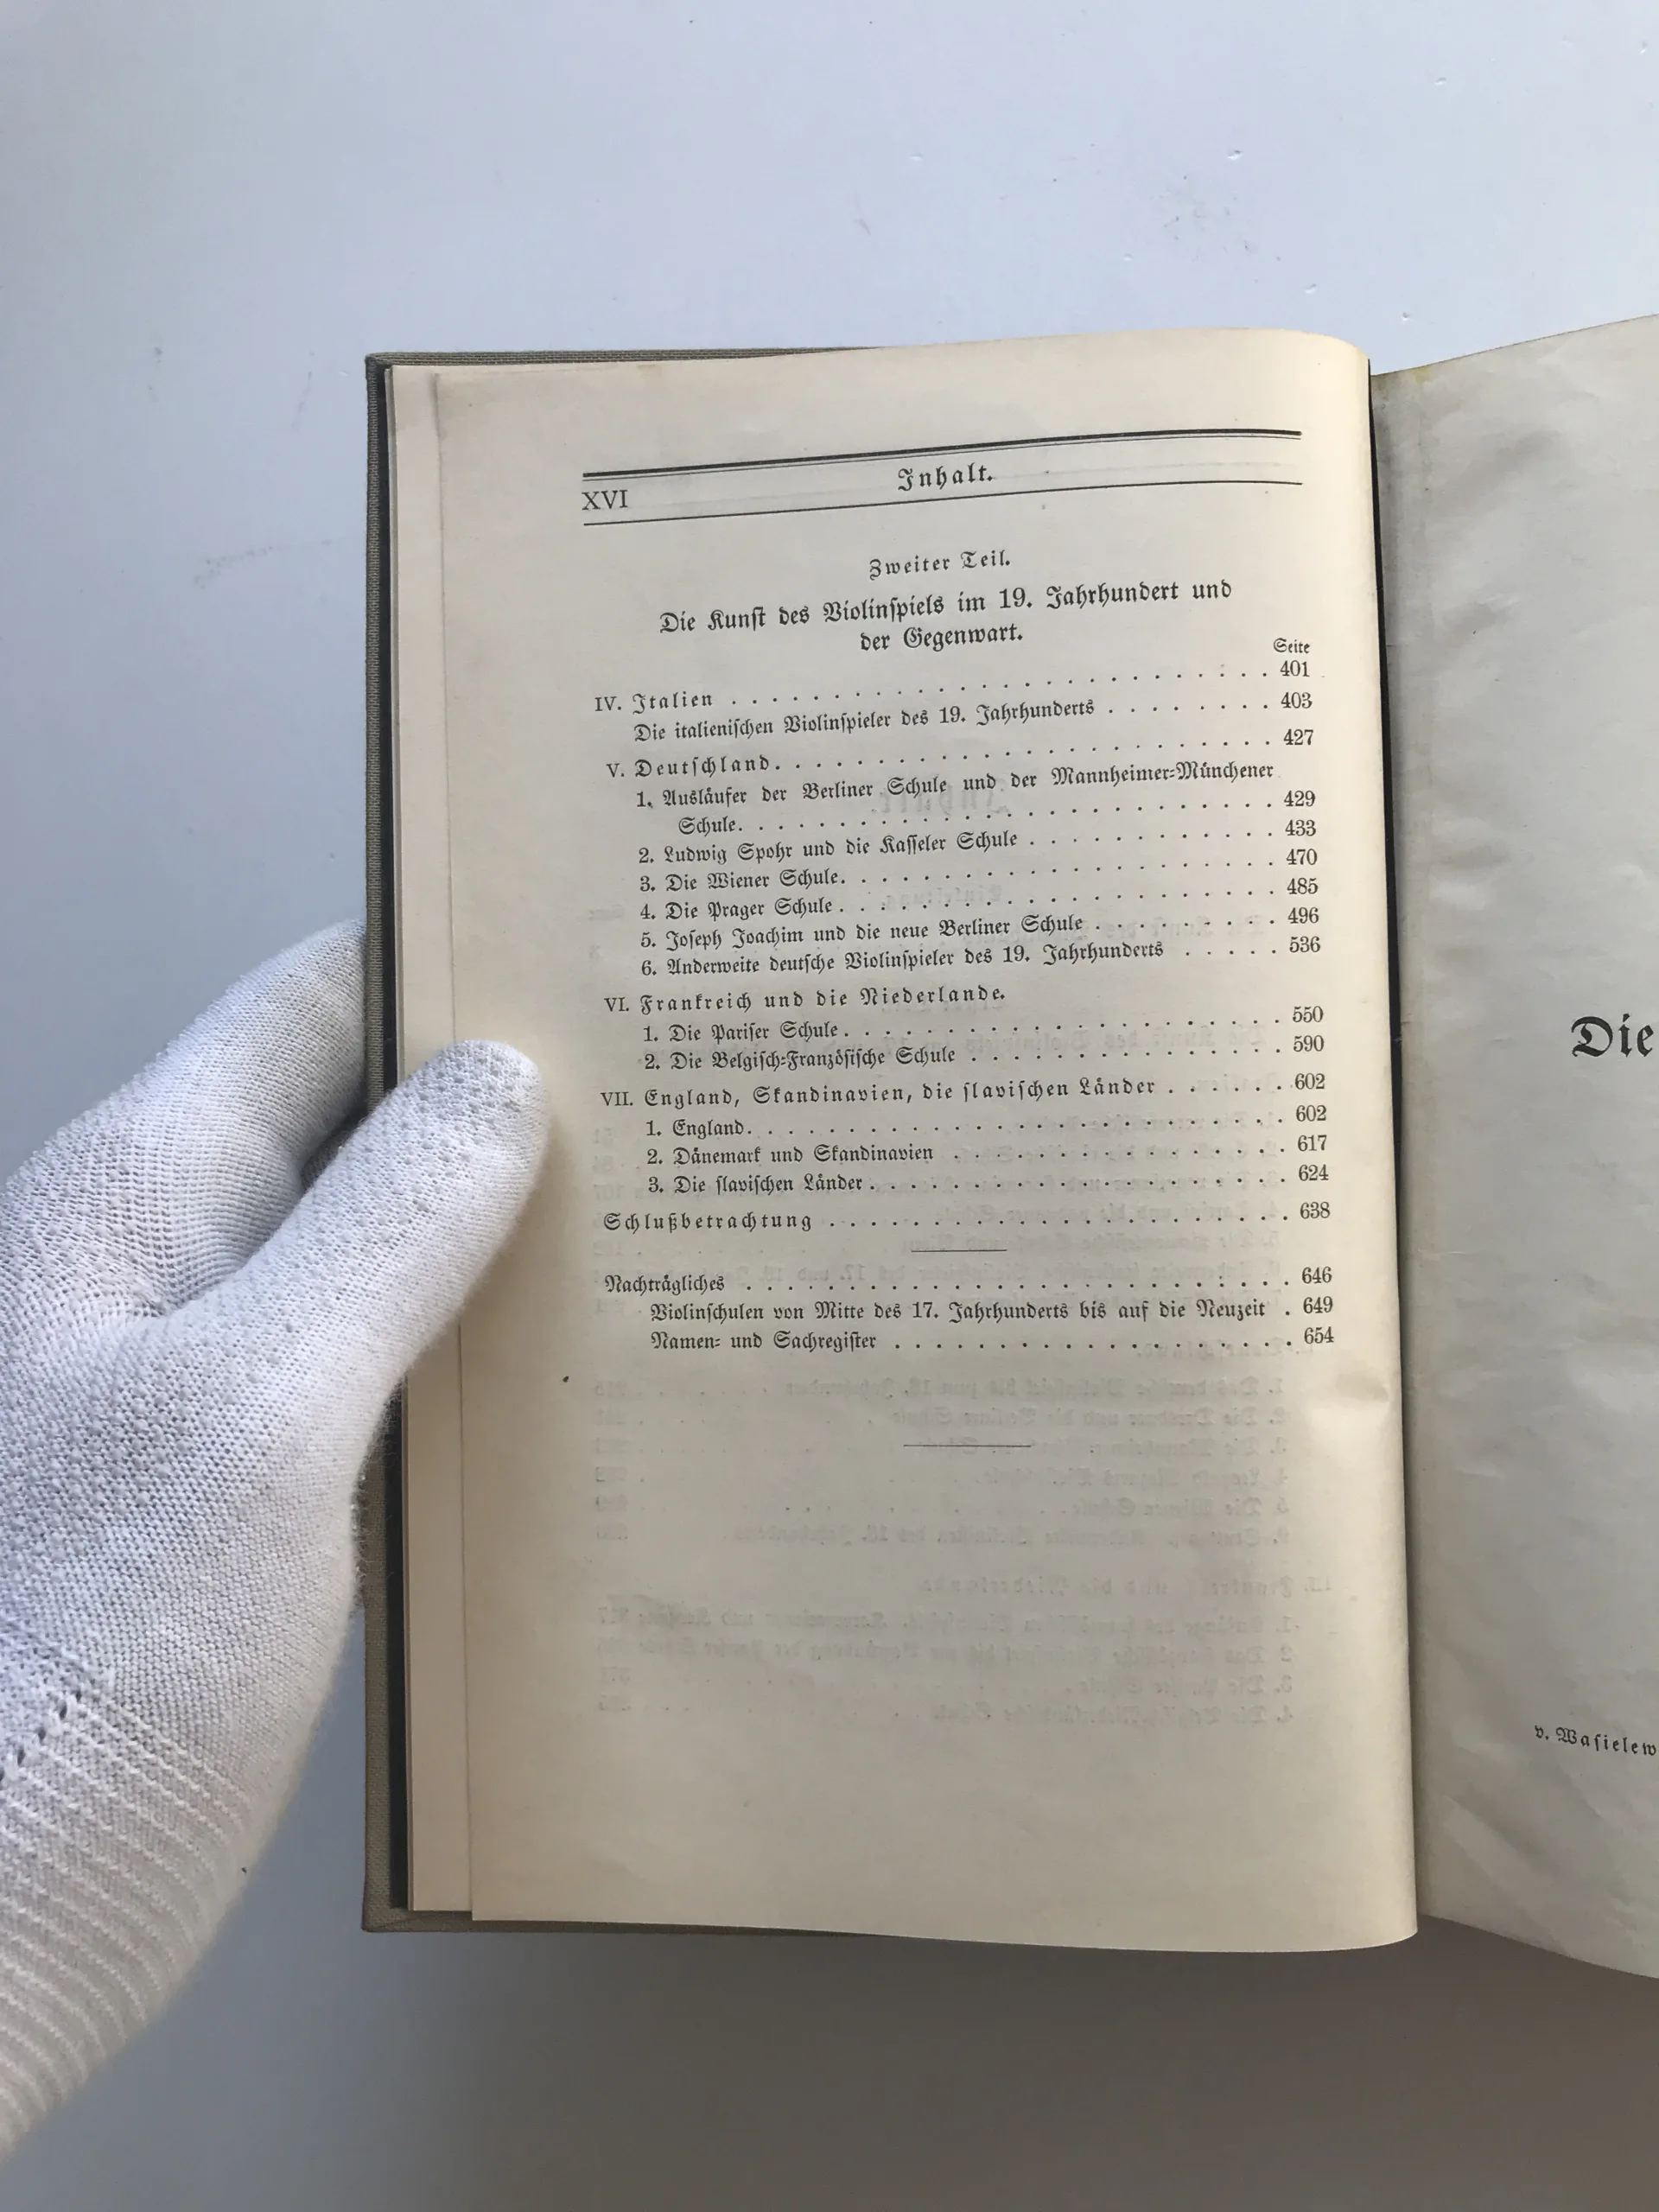 XVI
Inhalt.
Zweiter Teil.
Die Kunſt des Violinſpiels im 19. Jahrhundert und
der Gegenwart.
Seite
IV. Italien . . . . . . . . . . . . . . . . . . . . . 401
Die italieniſchen Violinſpieler des 19. Jahrhunderts . . . . . . . 403
V. Deutſchland. . . . . . . . . . . . . . . . . . . . 427
1. Ausläufer der Berliner Schule und der Mannheimer-Münchener
Schule. . . . . . . . . . . . . . . . . . . . . 429
2. Ludwig Spohr und die Kaſſeler Schule . . . . . . . . . . 433
3. Die Wiener Schule. . . . . . . . . . . . . . . . . 470
4. Die Prager Schule . . . . . . . . . . . . . . . . . 485
5. Joſeph Joachim und die neue Berliner Schule . . . . . . . . 496
6. Anderweite deutſche Violinſpieler des 19. Jahrhunderts . . . . . 536
VI. Frankreich und die Niederlande.
1. Die Pariſer Schule . . . . . . . . . . . . . . . . . 550
2. Die Belgiſch-Franzöſiſche Schule . . . . . . . . . . . . 590
VII. England, Skandinavien, die ſlaviſchen Länder . . . . . 602
1. England. . . . . . . . . . . . . . . . . . . . . 602
2. Dänemark und Skandinavien . . . . . . . . . . . . . 617
3. Die ſlaviſchen Länder . . . . . . . . . . . . . . . . 624
Schlußbetrachtung . . . . . . . . . . . . . . . . . . 638
Nachträgliches . . . . . . . . . . . . . . . . . . . . 646
Violinſchulen von Mitte des 17. Jahrhunderts bis auf die Neuzeit . 649
Namen- und Sachregiſter . . . . . . . . . . . . . . . . 654
Die
v. Waſielew